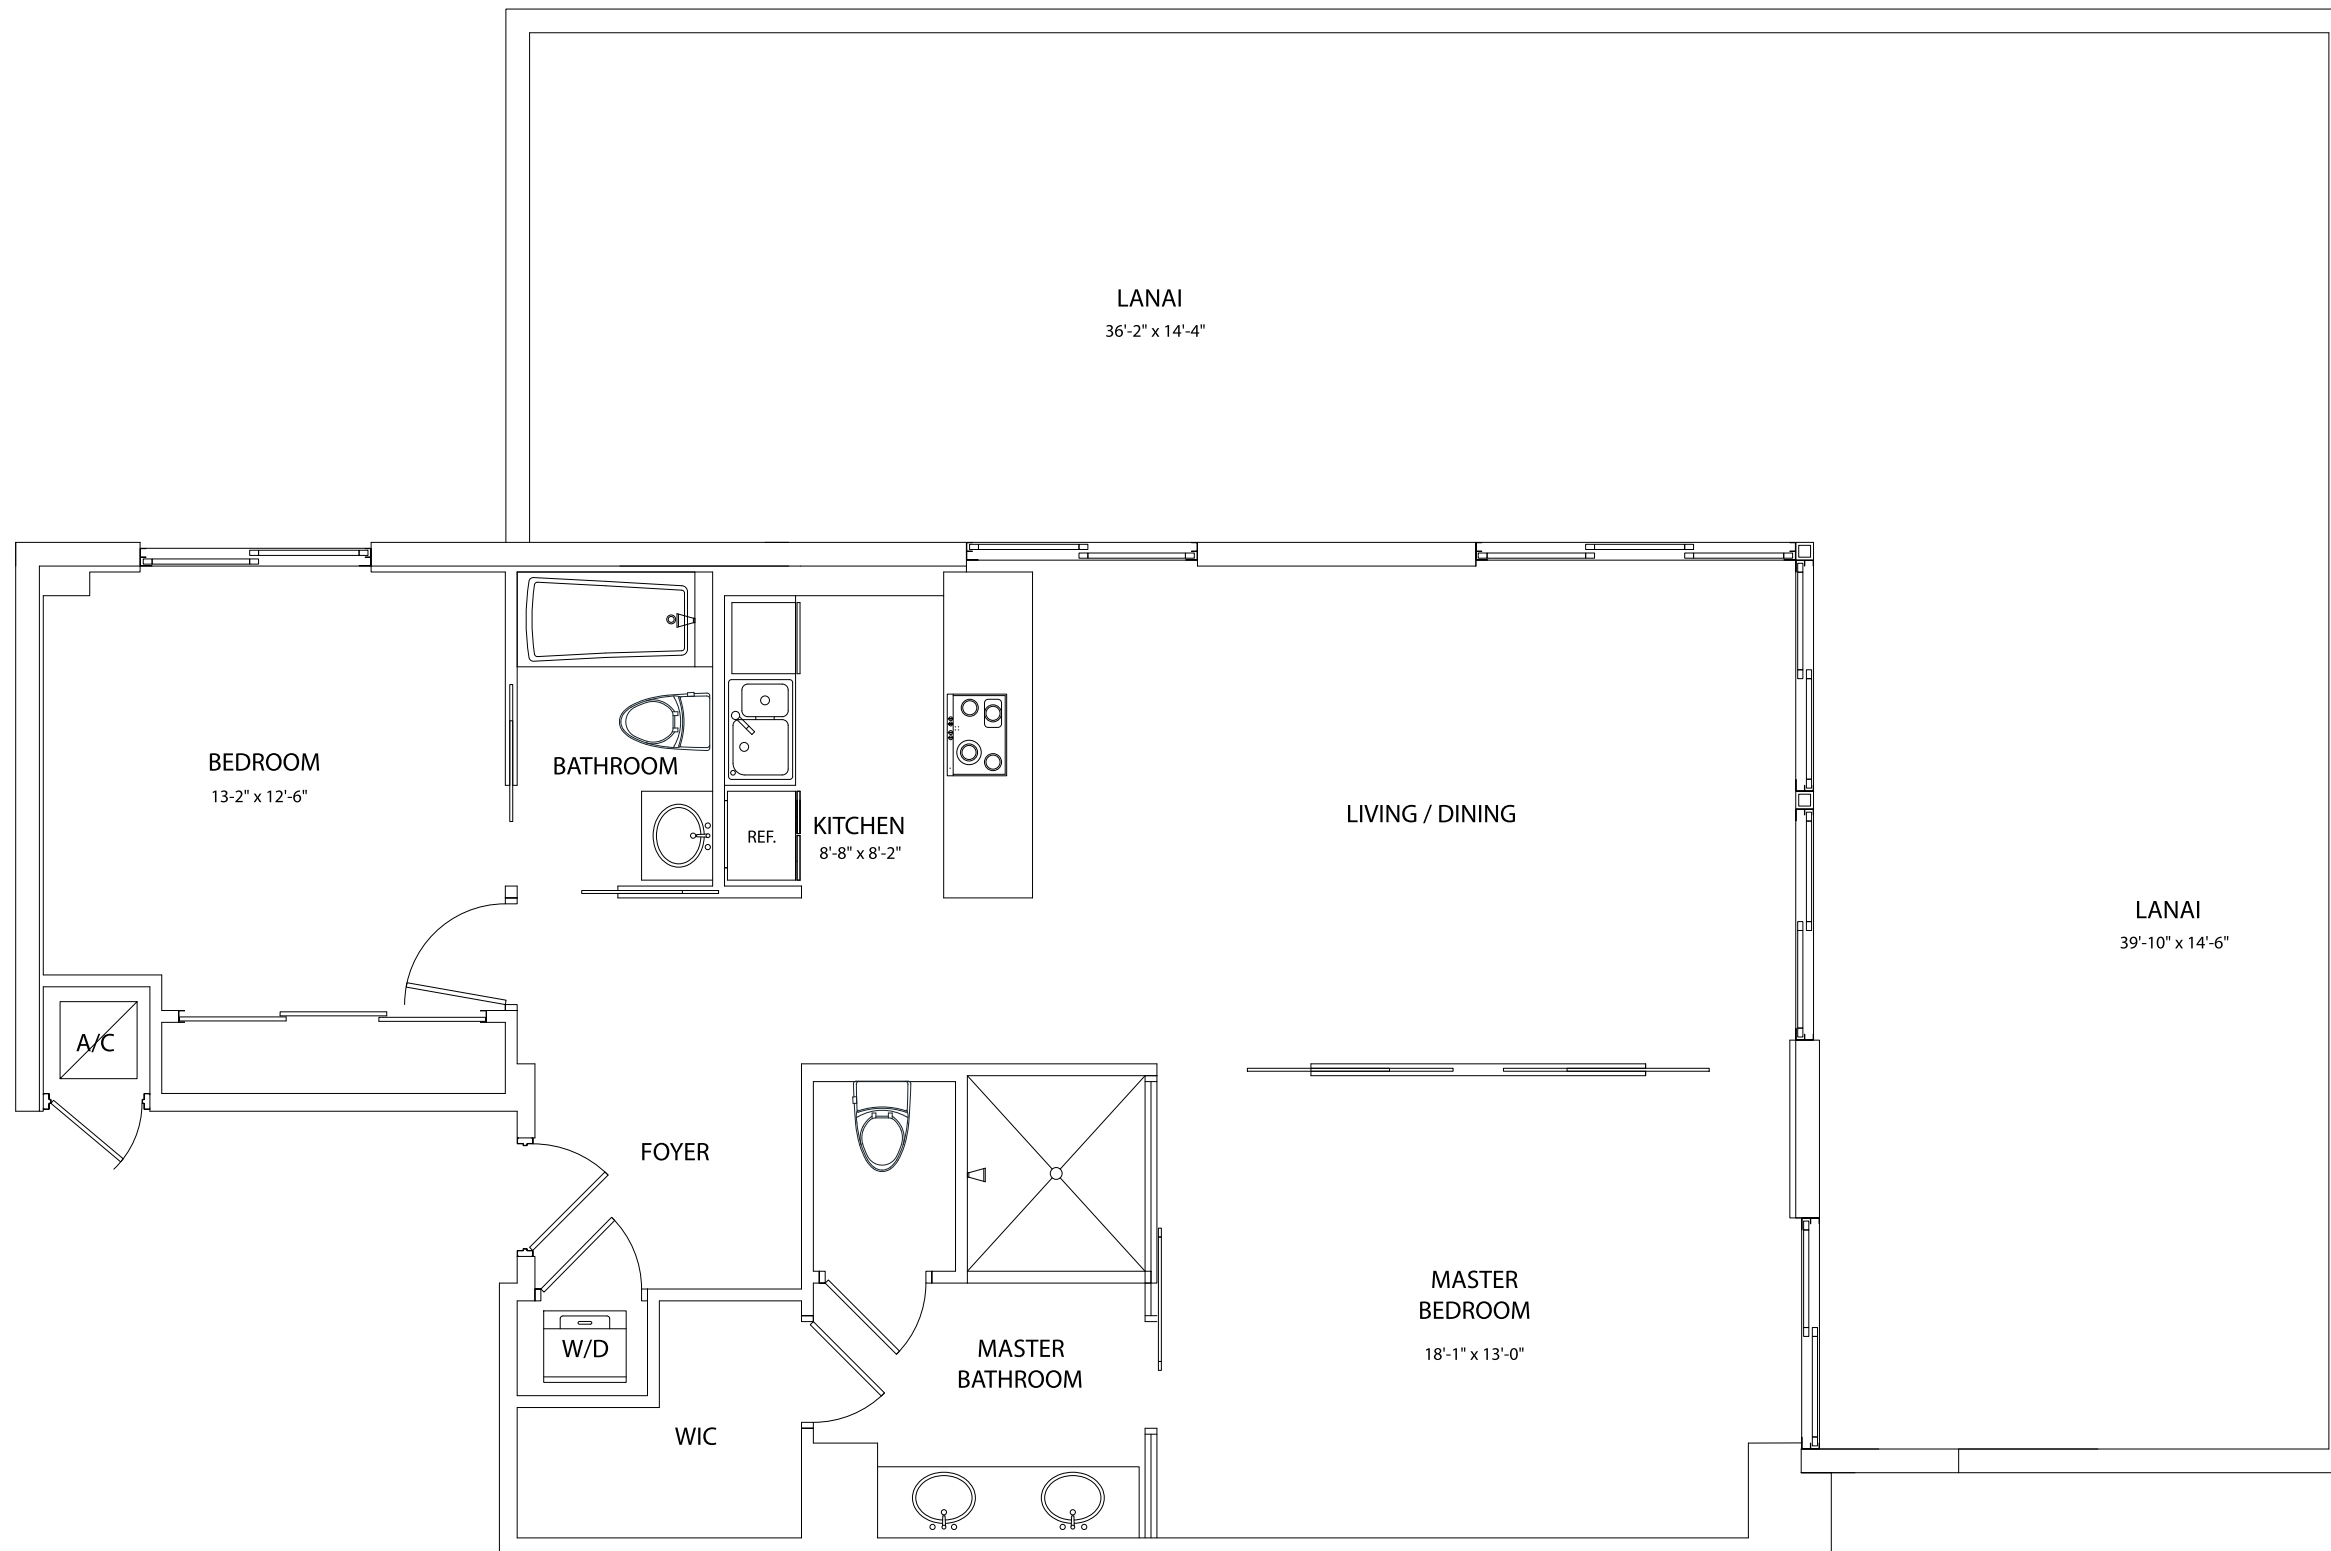 LANAI
36'-2" x 14'-4"
BEDROOM
13-2" x 12'-6"
BATHROOM
REF.
KITCHEN
8'-8" x 8'-2"
LIVING / DINING
LANAI
39'-10" x 14'-6"
A/C
FOYER
W/D
WIC
MASTER
BATHROOM
MASTER
BEDROOM
18'-1" x 13'-0"